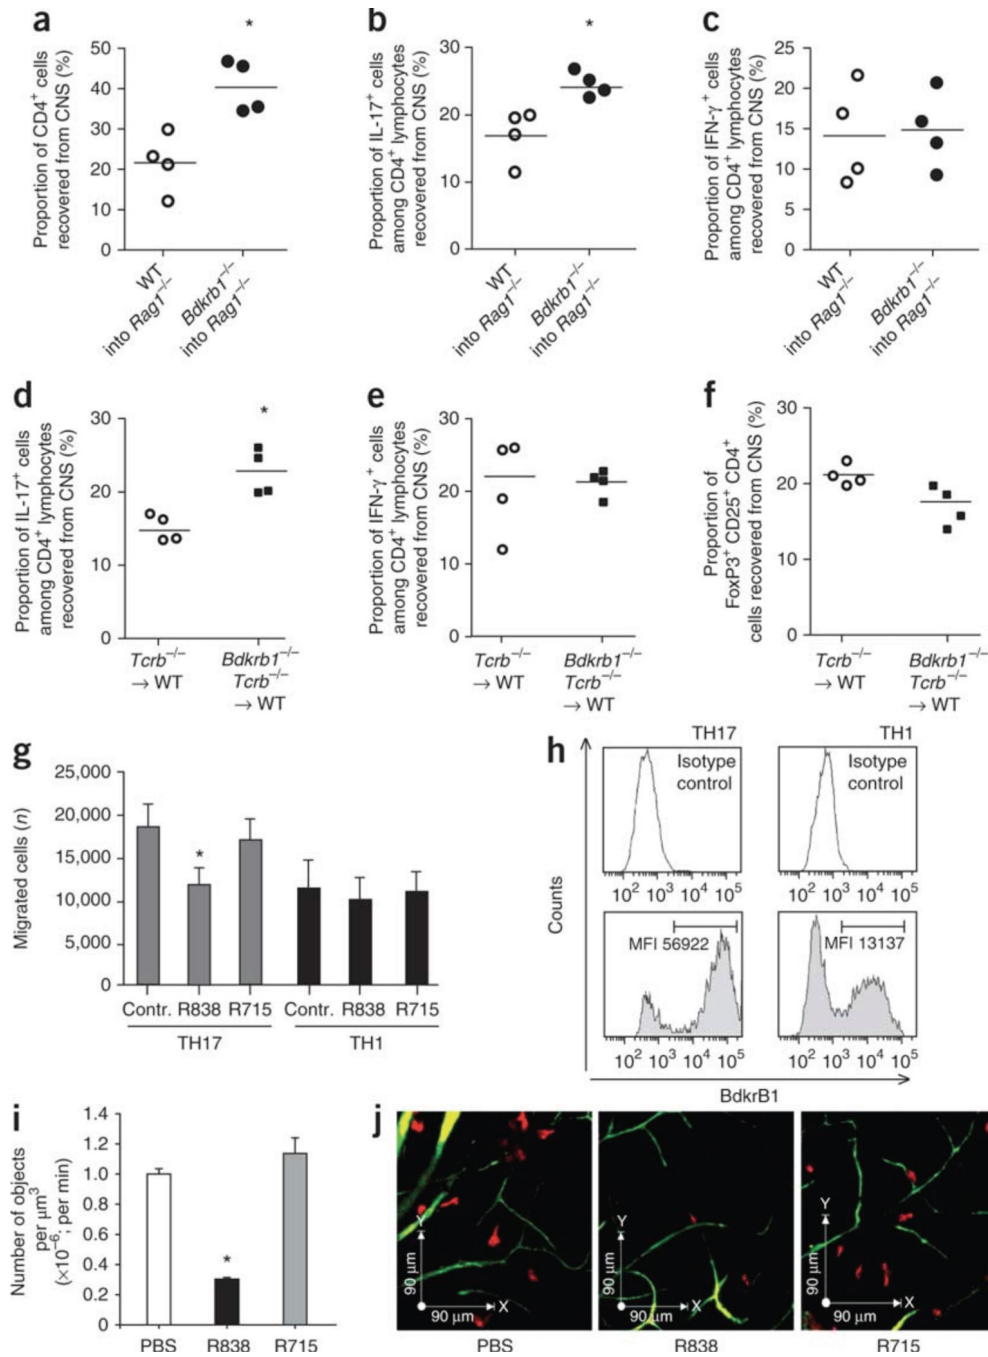 a
*
Proportion of CD4⁺ cells
recovered from CNS (%)
50
40
30
20
10
0
WT
into Rag1⁻/⁻
Bdkrb1⁻/⁻
into Rag1⁻/⁻
b
*
Proportion of IL-17⁺ cells
among CD4⁺ lymphocytes
recovered from CNS (%)
30
20
10
0
WT
into Rag1⁻/⁻
Bdkrb1⁻/⁻
into Rag1⁻/⁻
c
Proportion of IFN-γ⁺ cells
among CD4⁺ lymphocytes
recovered from CNS (%)
25
20
15
10
5
0
WT
into Rag1⁻/⁻
Bdkrb1⁻/⁻
into Rag1⁻/⁻
d
*
Proportion of IL-17⁺ cells
among CD4⁺ lymphocytes
recovered from CNS (%)
30
20
10
0
Tcrb⁻/⁻
→ WT
Bdkrb1⁻/⁻
Tcrb⁻/⁻
→ WT
e
Proportion of IFN-γ⁺ cells
among CD4⁺ lymphocytes
recovered from CNS (%)
30
20
10
0
Tcrb⁻/⁻
→ WT
Bdkrb1⁻/⁻
Tcrb⁻/⁻
→ WT
f
Proportion of
FoxP3⁺ CD25⁺ CD4⁺
cells recovered from CNS (%)
30
20
10
0
Tcrb⁻/⁻
→ WT
Bdkrb1⁻/⁻
Tcrb⁻/⁻
→ WT
g
Migrated cells (n)
25,000
20,000
15,000
10,000
5,000
0
*
Contr. R838 R715 Contr. R838 R715
TH17 TH1
h
TH17 TH1
Isotype
control
Isotype
control
10² 10³ 10⁴ 10⁵
10² 10³ 10⁴ 10⁵
Counts
MFI 56922
MFI 13137
10² 10³ 10⁴ 10⁵
10² 10³ 10⁴ 10⁵
BdkrB1
i
Number of objects
per μm³
(×10⁻⁶; per min)
1.4
1.2
1.0
0.8
0.6
0.4
0.2
0
*
PBS R838 R715
j
Y
90 μm
X
90 μm
PBS
Y
90 μm
X
90 μm
R838
Y
90 μm
X
90 μm
R715